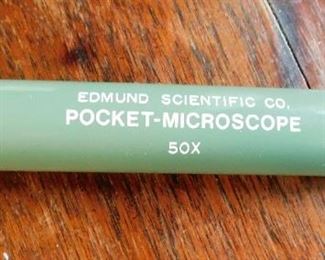 EDMUND SCIENTIFIC CO.
POCKET-MICROSCOPE
50X